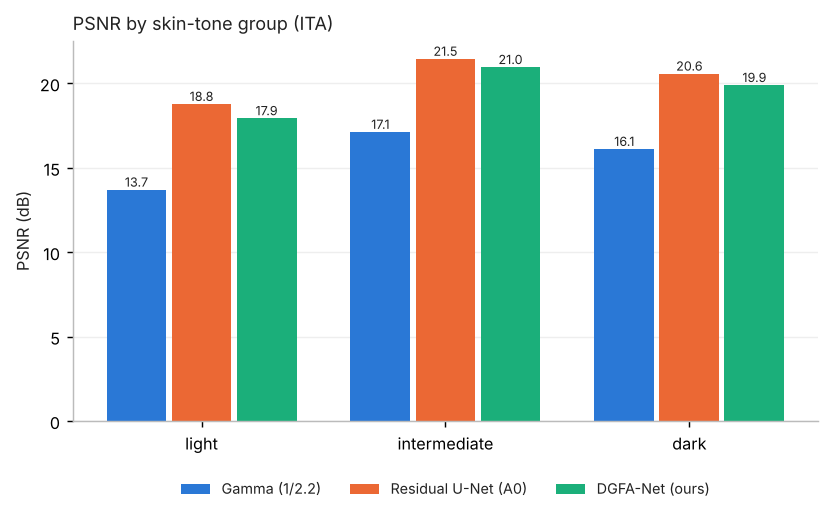 PSNR by skin-tone group (ITA)
PSNR (dB)
20
15
10
5
0
13.7
18.8
17.9
17.1
21.5
21.0
16.1
20.6
19.9
light
intermediate
dark
Gamma (1/2.2)
Residual U-Net (A0)
DGFA-Net (ours)